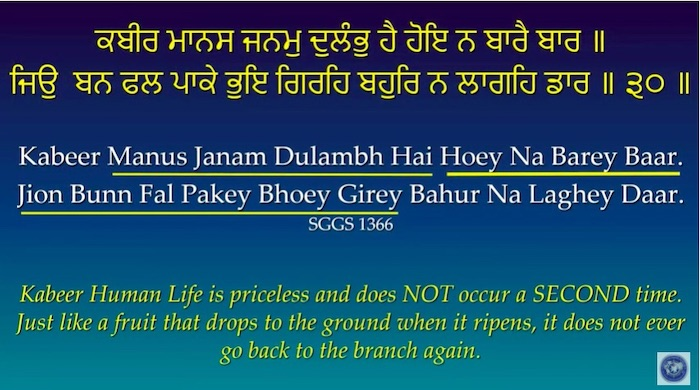 ਕਬੀਰ ਮਾਨਸ ਜਨਮੁ ਦੁਲੰਭੁ ਹੈ ਹੋਇ ਨ ਬਾਰੈ ਬਾਰ ॥
ਜਿਉ ਬਨ ਫਲ ਪਾਕੇ ਭੁਇ ਗਿਰਹਿ ਬਹੁਰਿ ਨ ਲਾਗਹਿ ਡਾਰ ॥ ੩੦ ॥
Kabeer Manus Janam Dulambh Hai Hoey Na Barey Baar.
Jion Bunn Fal Pakey Bhoey Girey Bahur Na Laghey Daar.
SGGS 1366
Kabeer Human Life is priceless and does NOT occur a SECOND time.
Just like a fruit that drops to the ground when it ripens, it does not ever
go back to the branch again.